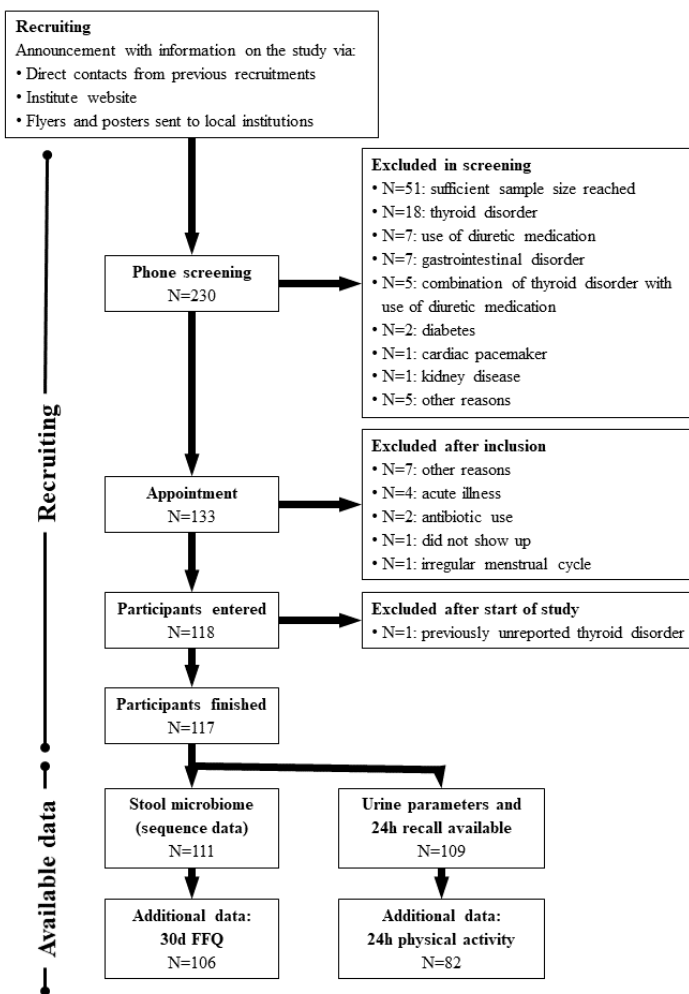 Recruiting
Announcement with information on the study via:
• Direct contacts from previous recruitments
• Institute website
• Flyers and posters sent to local institutions
Recruiting
Phone screening
N=230
Excluded in screening
• N=51: sufficient sample size reached
• N=18: thyroid disorder
• N=7: use of diuretic medication
• N=7: gastrointestinal disorder
• N=5: combination of thyroid disorder with
use of diuretic medication
• N=2: diabetes
• N=1: cardiac pacemaker
• N=1: kidney disease
• N=5: other reasons
Appointment
N=133
Excluded after inclusion
• N=7: other reasons
• N=4: acute illness
• N=2: antibiotic use
• N=1: did not show up
• N=1: irregular menstrual cycle
Participants entered
N=118
Excluded after start of study
• N=1: previously unreported thyroid disorder
Participants finished
N=117
Available data
Stool microbiome
(sequence data)
N=111
Urine parameters and
24h recall available
N=109
Additional data:
30d FFQ
N=106
Additional data:
24h physical activity
N=82